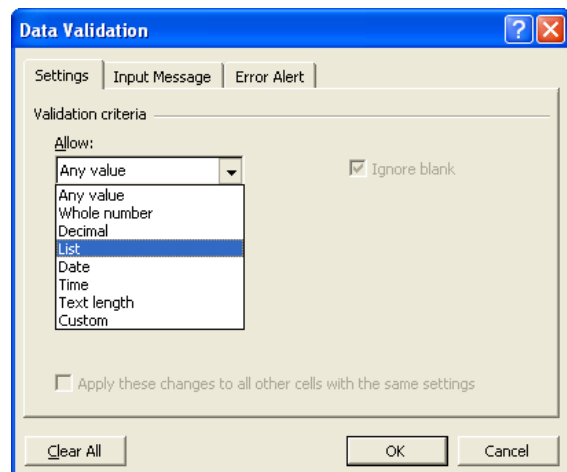 Data Validation
Settings Input Message Error Alert
Validation criteria
Allow:
Any value Ignore blank
Any value
Whole number
Decimal
List
Date
Time
Text length
Custom
Apply these changes to all other cells with the same settings
Clear All OK Cancel